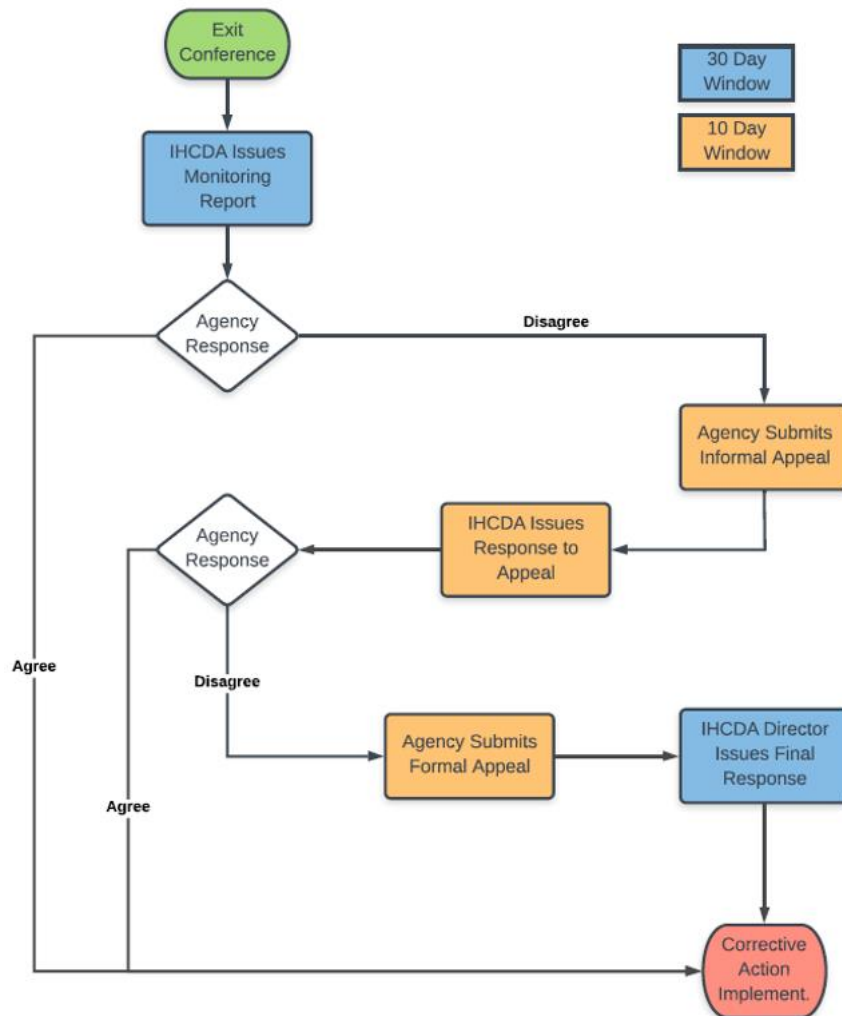 Exit
Conference
30 Day
Window
10 Day
Window
IHCDA Issues
Monitoring
Report
Agency
Response
Disagree
Agency Submits
Informal Appeal
IHCDA Issues
Response to
Appeal
Agency
Response
Agree
Disagree
Agency Submits
Formal Appeal
IHCDA Director
Issues Final
Response
Agree
Corrective
Action
Implement.